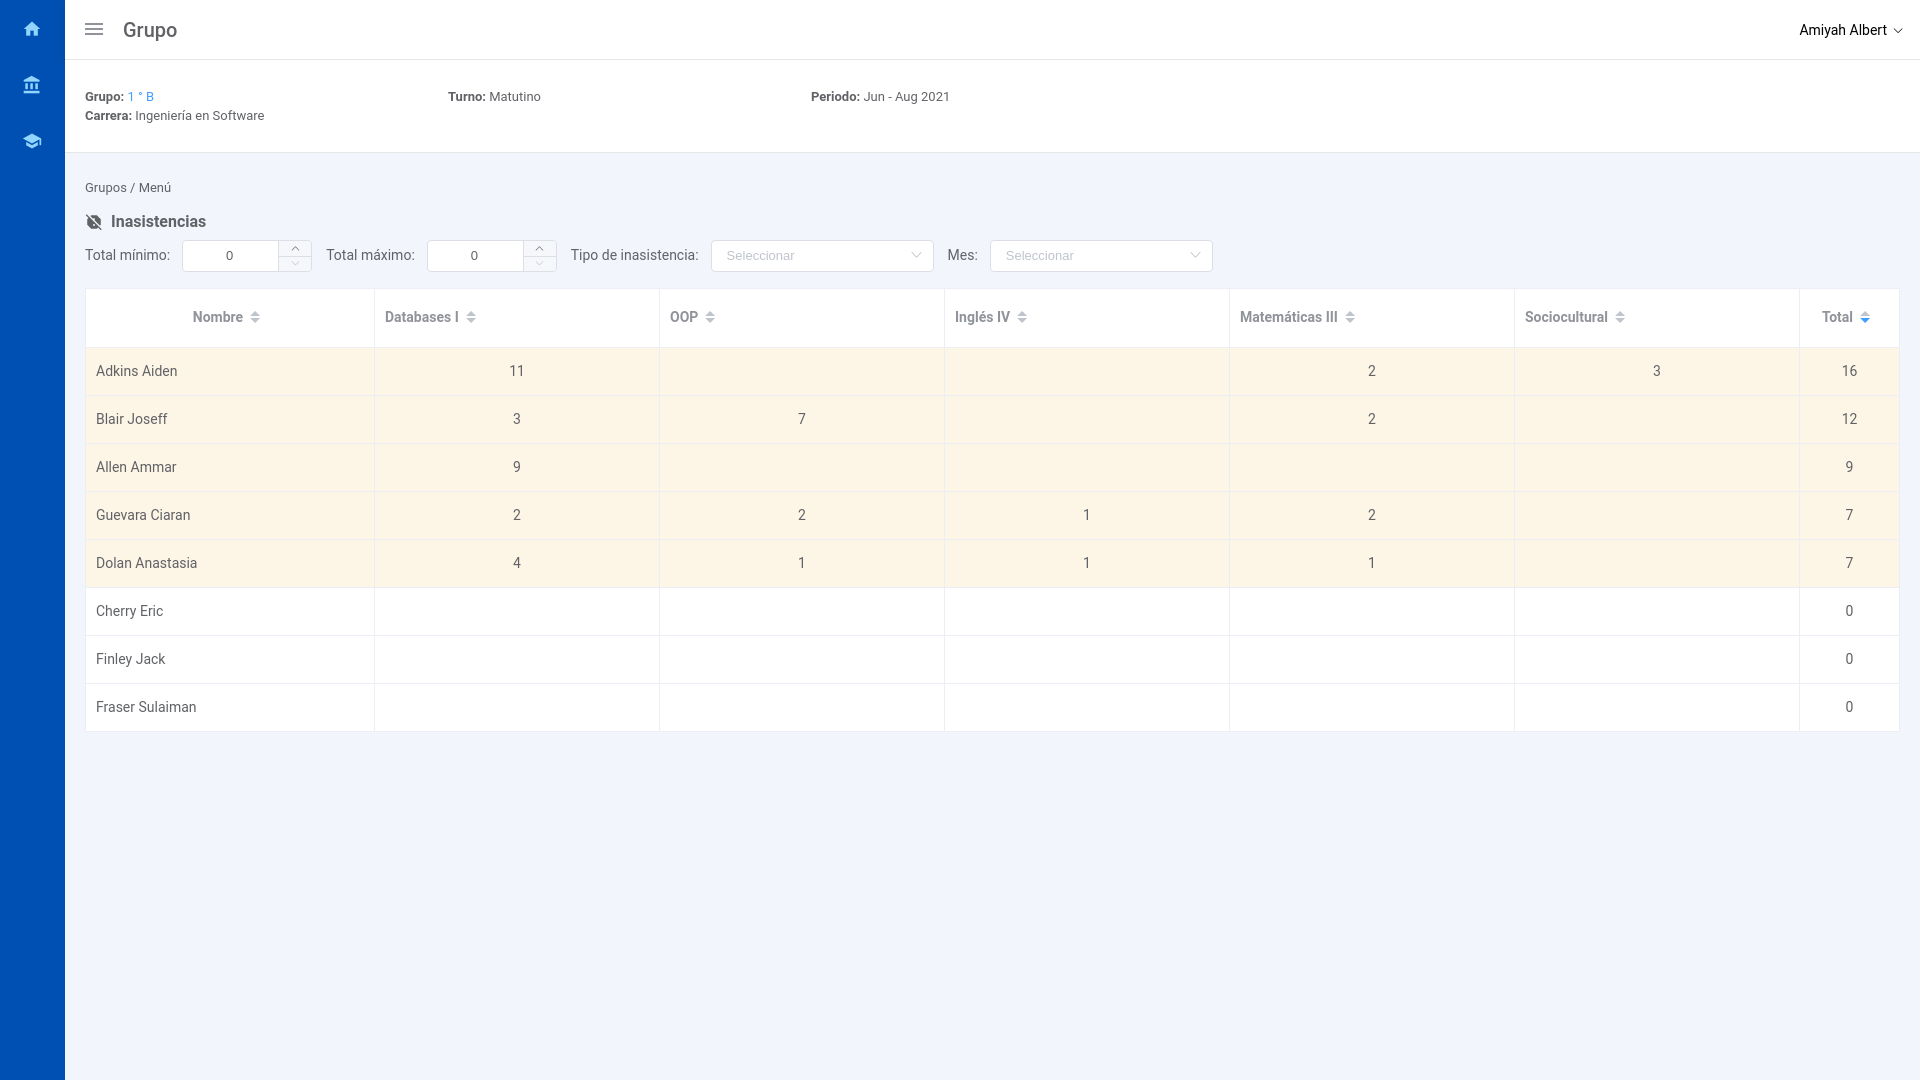 Grupo
Amiyah Albert
Grupo: 1 ° B
Turno: Matutino
Periodo: Jun - Aug 2021
Carrera: Ingeniería en Software
Grupos / Menú
Inasistencias
Total mínimo: 0 Total máximo: 0 Tipo de inasistencia: Seleccionar Mes: Seleccionar
Nombre Databases I OOP Inglés IV Matemáticas III Sociocultural Total
Adkins Aiden 11 2 3 16
Blair Joseff 3 7 2 12
Allen Ammar 9 9
Guevara Ciaran 2 2 1 2 7
Dolan Anastasia 4 1 1 1 7
Cherry Eric 0
Finley Jack 0
Fraser Sulaiman 0